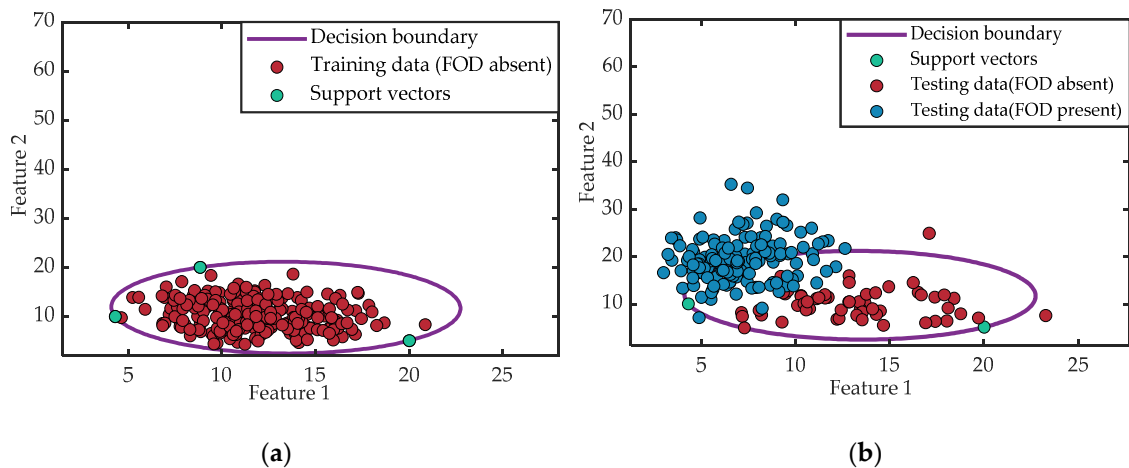 70
60
50
40
30
20
10
Feature 2
5
10
15
20
25
Feature 1
Decision boundary
Training data (FOD absent)
Support vectors
(a)
70
60
50
40
30
20
10
Feature 2
5
10
15
20
25
Feature 1
Decision boundary
Support vectors
Testing data(FOD absent)
Testing data(FOD present)
(b)